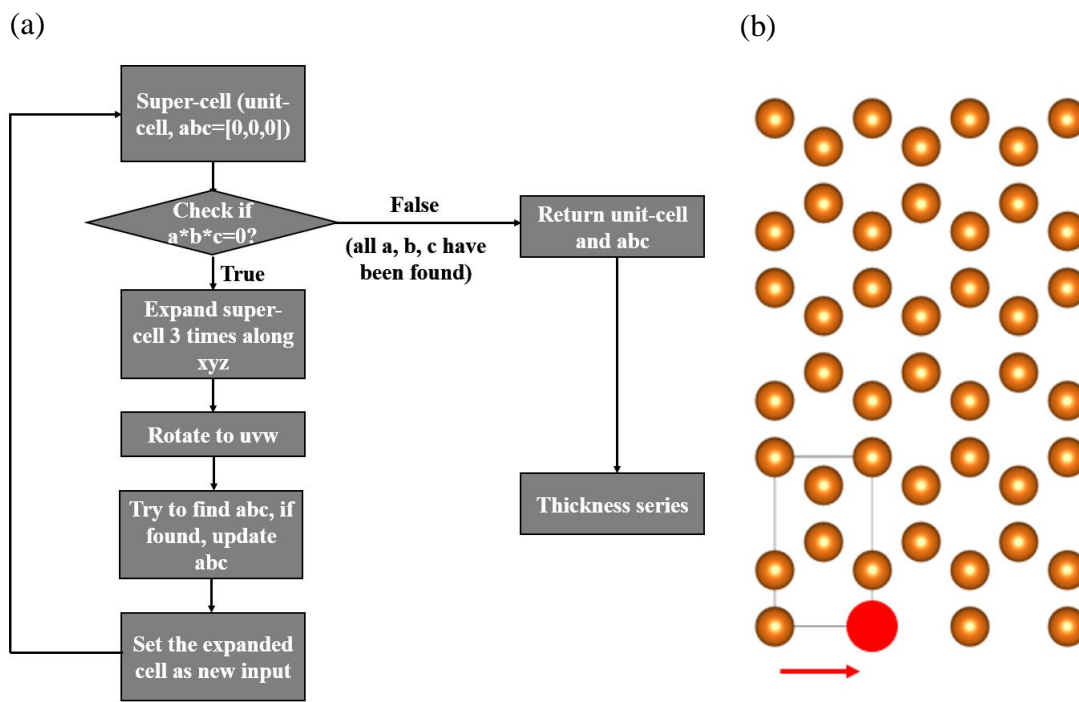 (a)
(b)
Super-cell (unit-
cell, abc=[0,0,0])
Check if
a*b*c=0?
False
(all a, b, c have
been found)
Return unit-cell
and abc
True
Expand super-
cell 3 times along
xyz
Rotate to uvw
Try to find abc, if
found, update
abc
Thickness series
Set the expanded
cell as new input